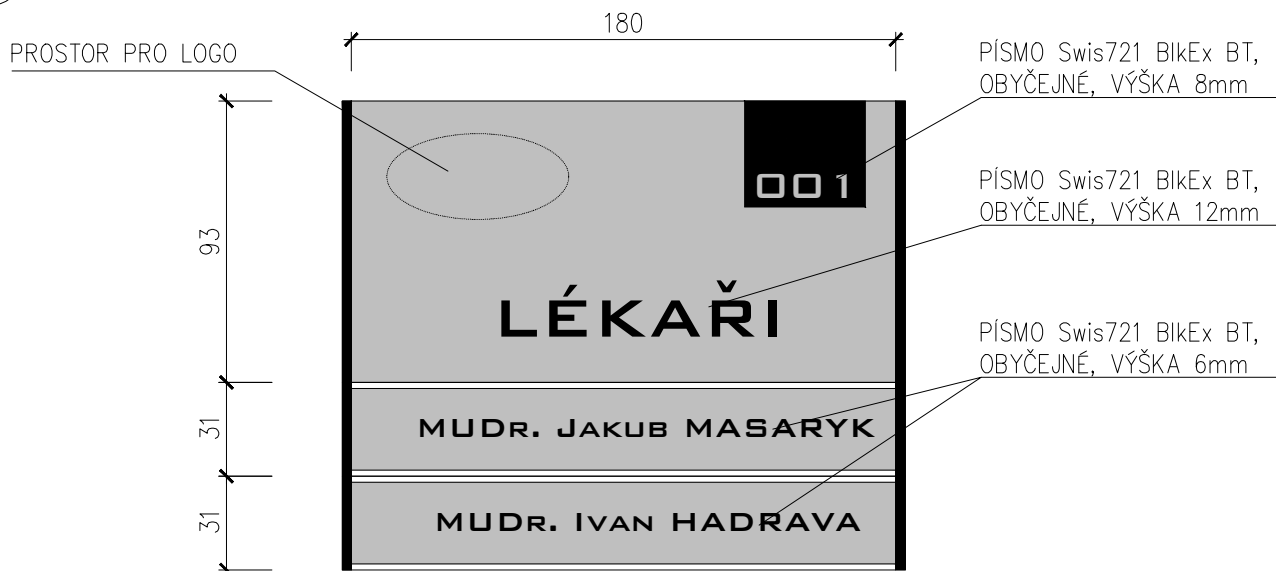 180
PROSTOR PRO LOGO
PÍSMO Swis721 BlkEx BT,
OBYČEJNÉ, VÝŠKA 8mm
001
PÍSMO Swis721 BlkEx BT,
OBYČEJNÉ, VÝŠKA 12mm
93
LÉKAŘI
PÍSMO Swis721 BlkEx BT,
OBYČEJNÉ, VÝŠKA 6mm
31
MUDr. Jakub MASARYK
31
MUDr. Ivan HADRAVA